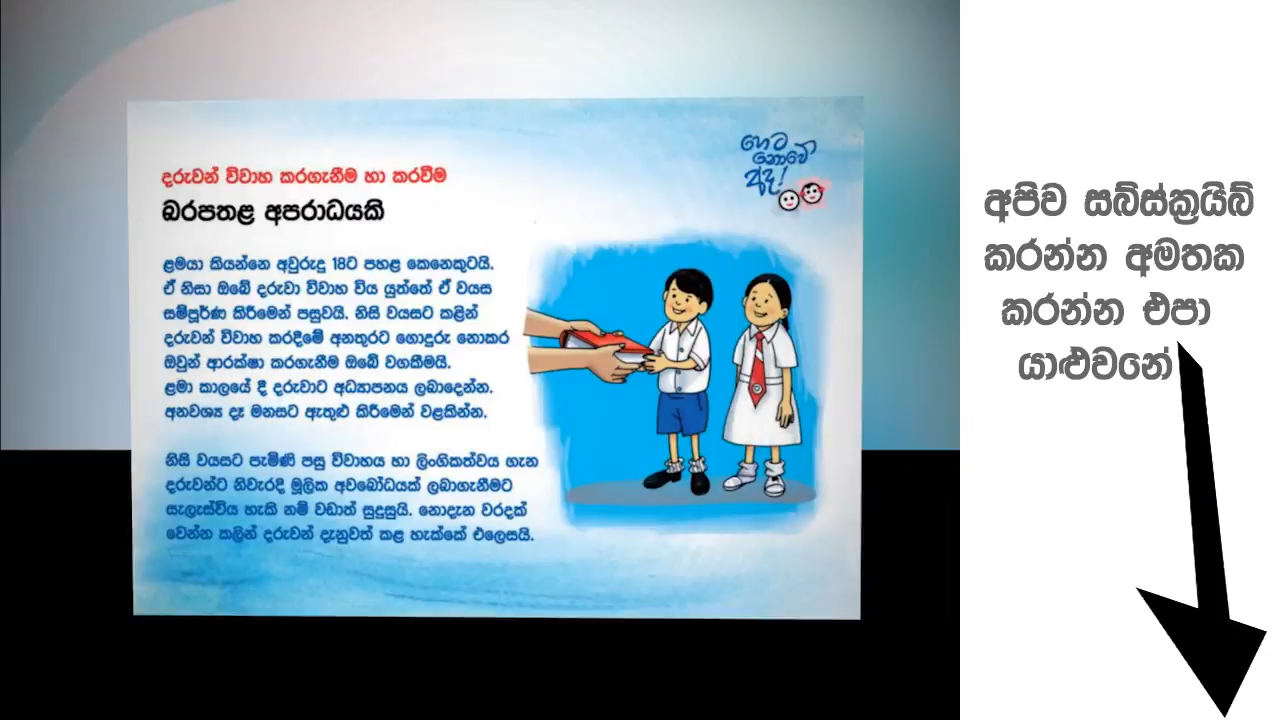 හෙට
නොවේ
අද!
දරුවන් විවාහ කරගැනීම හා කරවීම
බරපතළ අපරාධයකි
ළමයා කියන්නෙ අවුරුදු 18ට පහළ කෙනෙකුටයි.
ඒ නිසා ඔබේ දරුවා විවාහ විය යුත්තේ ඒ වයස
සම්පූර්ණ කිරීමෙන් පසුවයි. නිසි වයසට කළින්
දරුවන් විවාහ කරදීමේ අනතුරට ගොදුරු නොකර
ඔවුන් ආරක්ෂා කරගැනීම ඔබේ වගකීමයි.
ළමා කාලයේ දී දරුවාට අධ්‍යාපනය ලබාදෙන්න.
අනවශ්‍ය දෑ මනසට ඇතුළු කිරීමෙන් වළකින්න.
නිසි වයසට පැමිණි පසු විවාහය හා ලිංගිකත්වය ගැන
දරුවන්ට නිවැරදි මූලික අවබෝධයක් ලබාගැනීමට
සැලැස්විය හැකි නම් වඩාත් සුදුසුයි. නොදැන වරදක්
වෙන්න කලින් දරුවන් දැනුවත් කළ හැක්කේ එලෙසයි.
අපිව සබ්ස්ක්‍රයිබ්
කරන්න අමතක
කරන්න එපා
යාළුවනේ